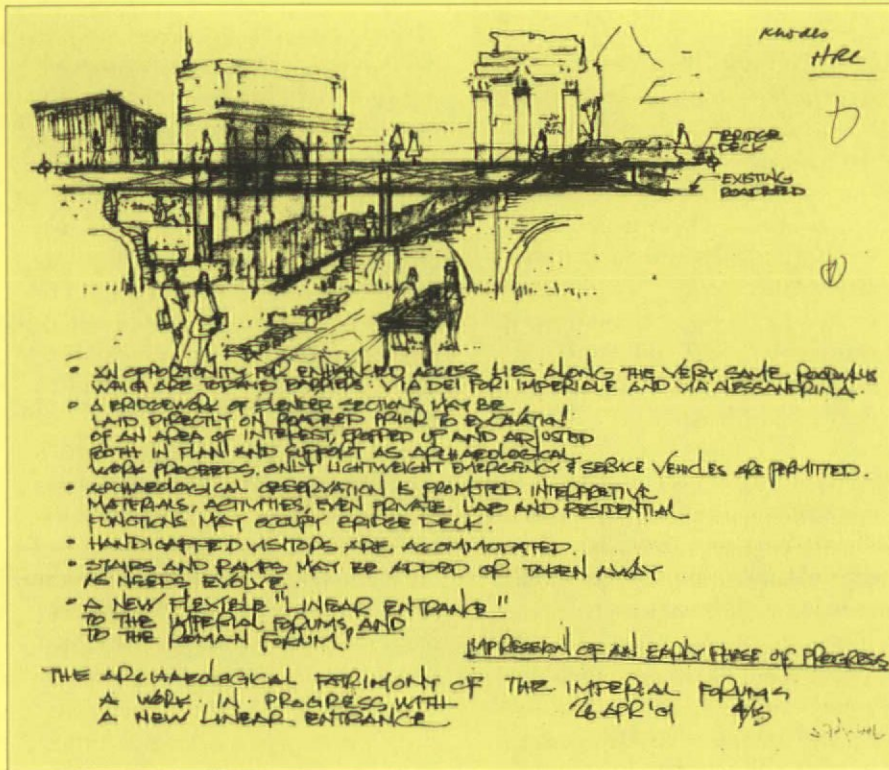 Rhodes
HRL
BRIDGE DECK
EXISTING ROADBED
• AN OPPORTUNITY FOR ENHANCED ACCESS LIES ALONG THE VERY SAME
WHICH ARE TODAY'S BARRIERS: VIA DEI FORI IMPERIALE AND VIA ALESSANDRINA.
• A BRIDGEWORK OF SLENDER SECTIONS MAY BE
LAID DIRECTLY ON ROADBED PRIOR TO EXCAVATION
OF AN AREA OF INTEREST, PROPPED UP AND ADJUSTED
BOTH IN PLAN AND SUPPORT AS ARCHAEOLOGICAL
WORK PROCEEDS. ONLY LIGHTWEIGHT EMERGENCY & SERVICE VEHICLES ARE PERMITTED.
• ARCHAEOLOGICAL OBSERVATION IS PROMOTED. INTERPRETIVE
MATERIALS, ACTIVITIES, EVEN PRIVATE LAB AND RESIDENTIAL
FUNCTIONS MAY OCCUPY BRIDGE DECK.
• HANDICAPPED VISITORS ARE ACCOMMODATED.
• STAIRS AND RAMPS MAY BE ADDED OR TAKEN AWAY
AS NEEDS EVOLVE.
• A NEW FLEXIBLE "LINEAR ENTRANCE"
TO THE IMPERIAL FORUMS, AND
TO THE ROMAN FORUM!
IMPRESSION OF AN EARLY PHASE OF PROGRESS
THE ARCHAEOLOGICAL PATRIMONY OF THE IMPERIAL FORUMS
A WORK IN PROGRESS WITH
A NEW LINEAR ENTRANCE
26 APR '01